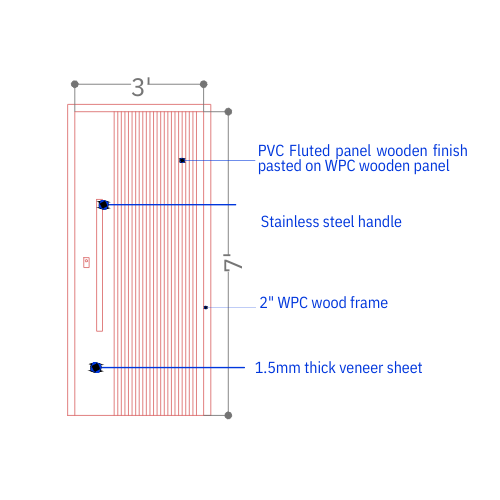 3'
PVC Fluted panel wooden finish
pasted on WPC wooden panel
Stainless steel handle
7'
2" WPC wood frame
1.5mm thick veneer sheet